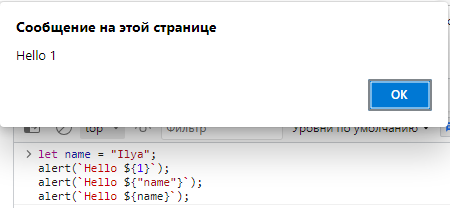 Сообщение на этой странице
Hello 1
ОК
top
Фильтр
Уровни по умолчанию
> let name = "Ilya";
alert(`Hello ${1}`);
alert(`Hello ${"name"}`);
alert(`Hello ${name}`);